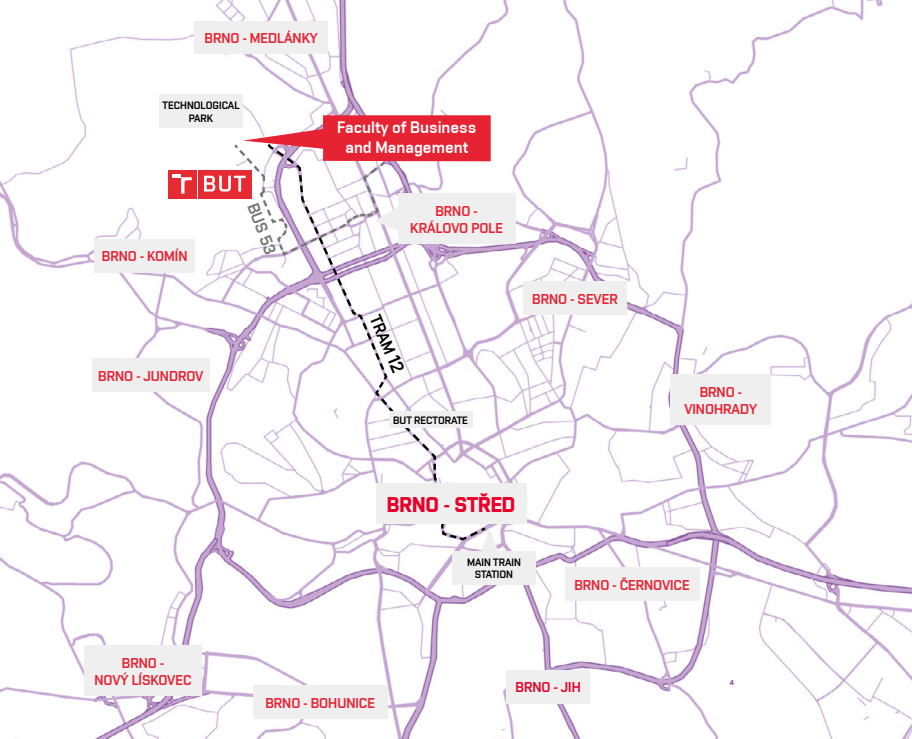 BRNO - MEDLÁNKY
TECHNOLOGICAL
PARK
Faculty of Business
and Management
T BUT
BUS 53
BRNO -
KRÁLOVO POLE
BRNO - KOMÍN
BRNO - SEVER
TRAM 12
BRNO - JUNDROV
BRNO -
VINOHRADY
BUT RECTORATE
BRNO - STŘED
MAIN TRAIN
STATION
BRNO - ČERNOVICE
BRNO -
NOVÝ LÍSKOVEC
BRNO - JIH
4
BRNO - BOHUNICE